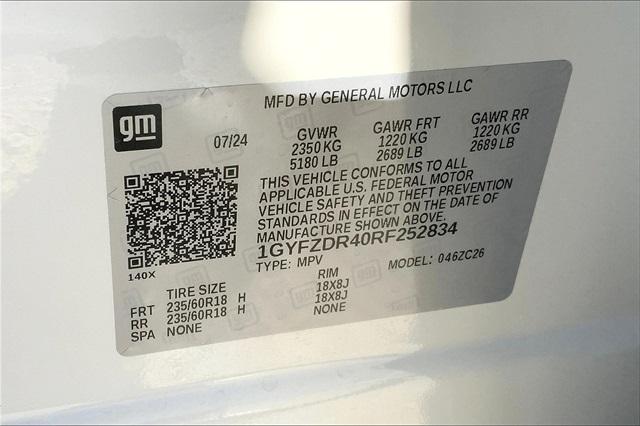 MFD BY GENERAL MOTORS LLC
gm
07/24 GVWR GAWR FRT GAWR RR
2350 KG 1220 KG 1220 KG
5180 LB 2689 LB 2689 LB
THIS VEHICLE CONFORMS TO ALL
APPLICABLE U.S. FEDERAL MOTOR
VEHICLE SAFETY AND THEFT PREVENTION
STANDARDS IN EFFECT ON THE DATE OF
MANUFACTURE SHOWN ABOVE.
1GYFZDR40RF252834
140X
TYPE: MPV MODEL: 046ZC26
TIRE SIZE RIM
FRT 235/60R18 H 18X8J
RR 235/60R18 H 18X8J
SPA NONE NONE